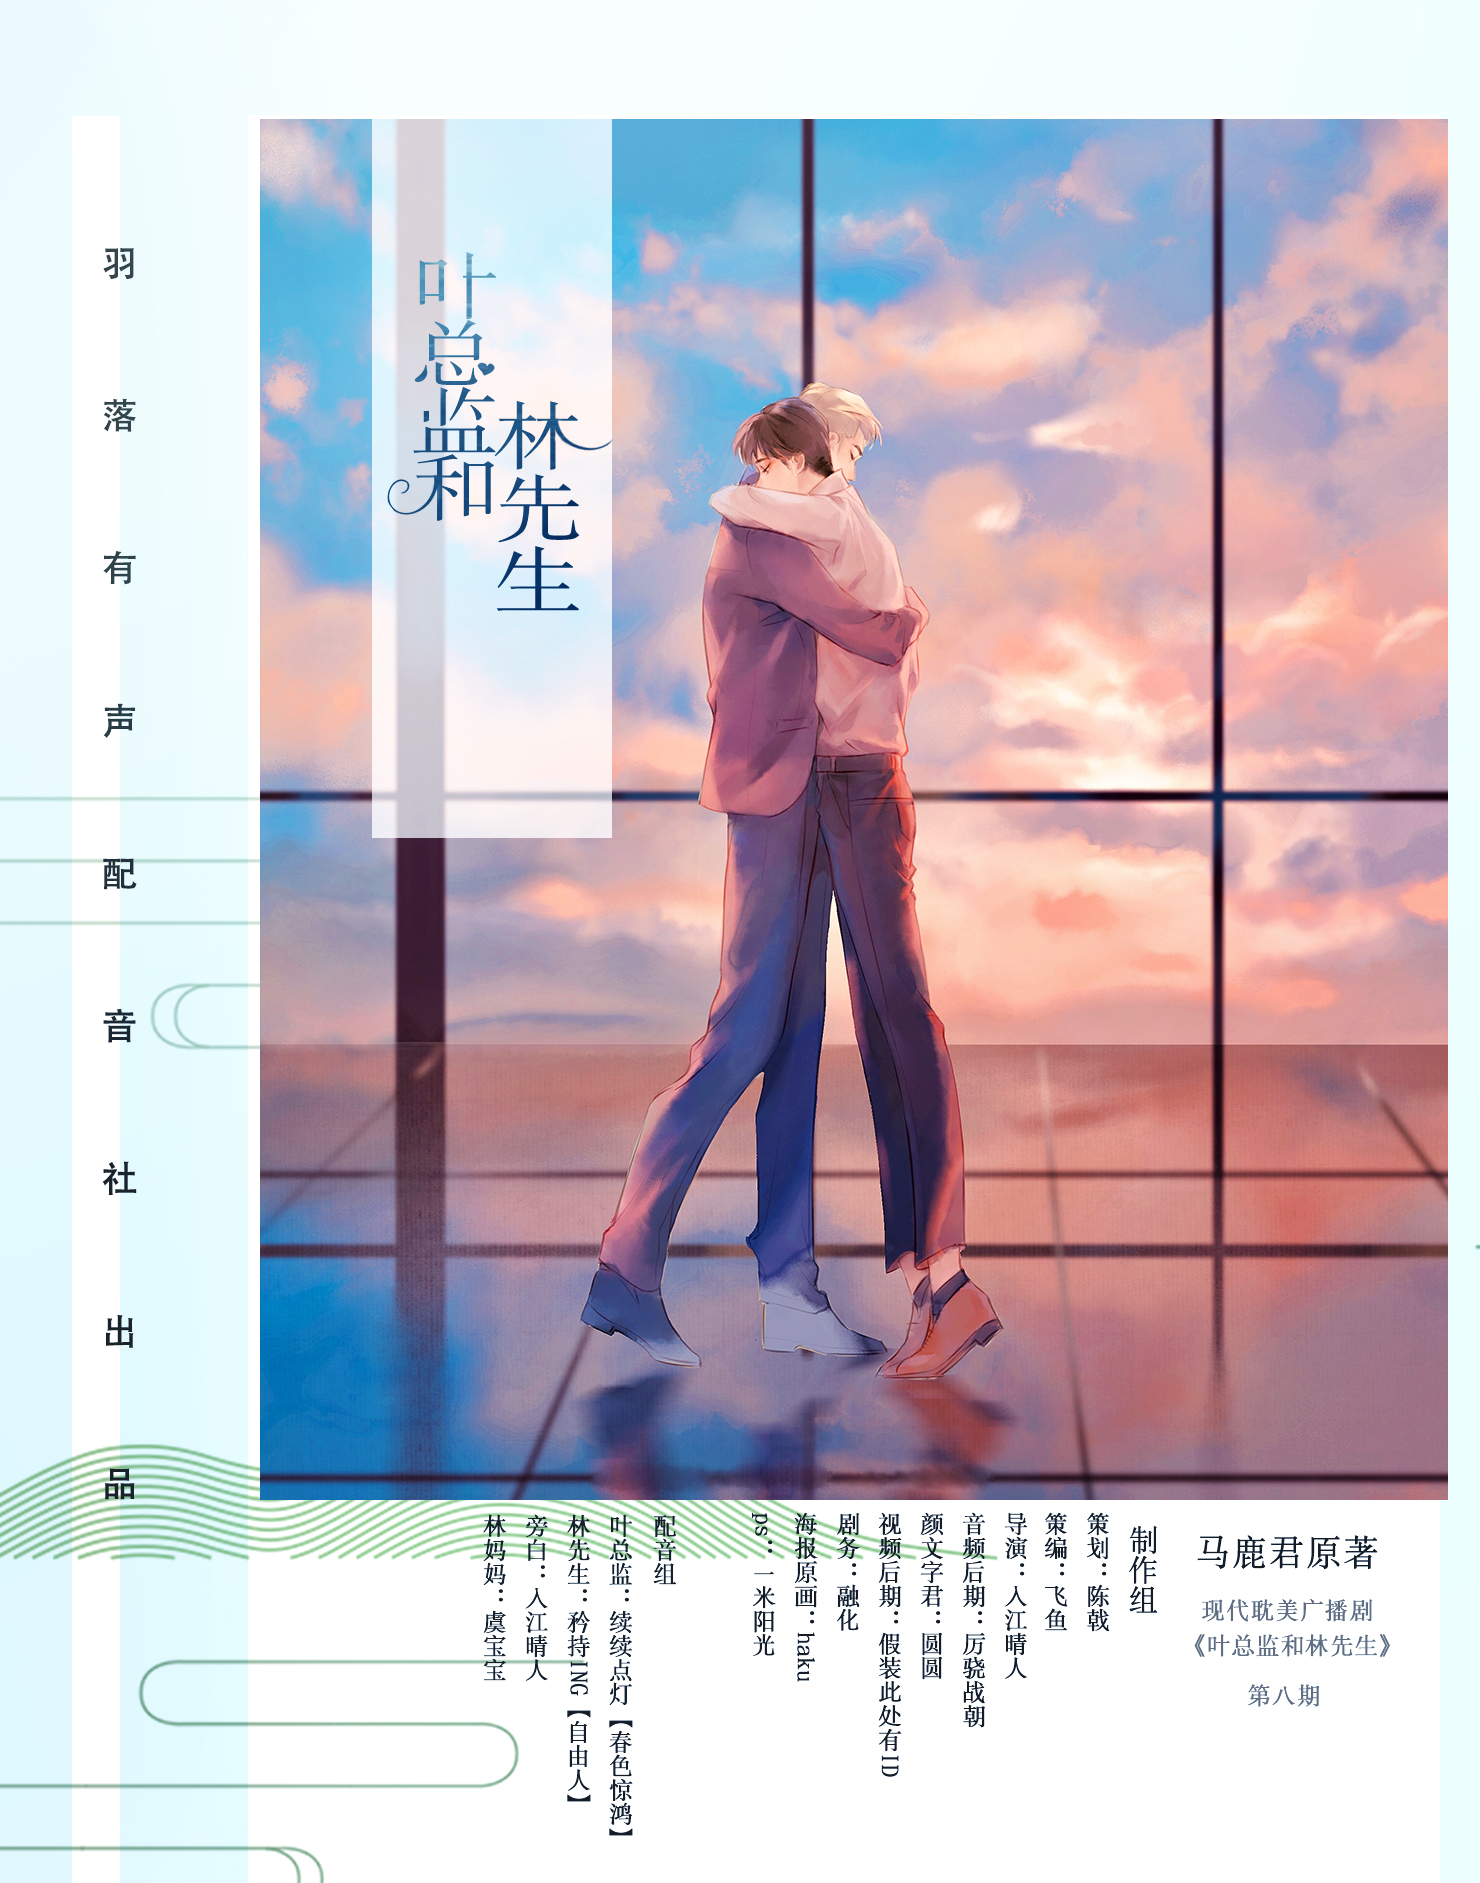 羽落有声配音社出品
叶总监和
林先生
马鹿君原著
现代耽美广播剧
《叶总监和林先生》
第八期
制作组
策划：陈戟
策编：飞鱼
导演：入江晴人
音频后期：厉骁战朝
颜文字君：圆圆
视频后期：假装此处有ID
剧务：融化
海报原画：haku
ps：一米阳光
配音组
叶总监：续续点灯【春色惊鸿】
林先生：矜持ING【自由人】
旁白：入江晴人
林妈妈：虞宝宝